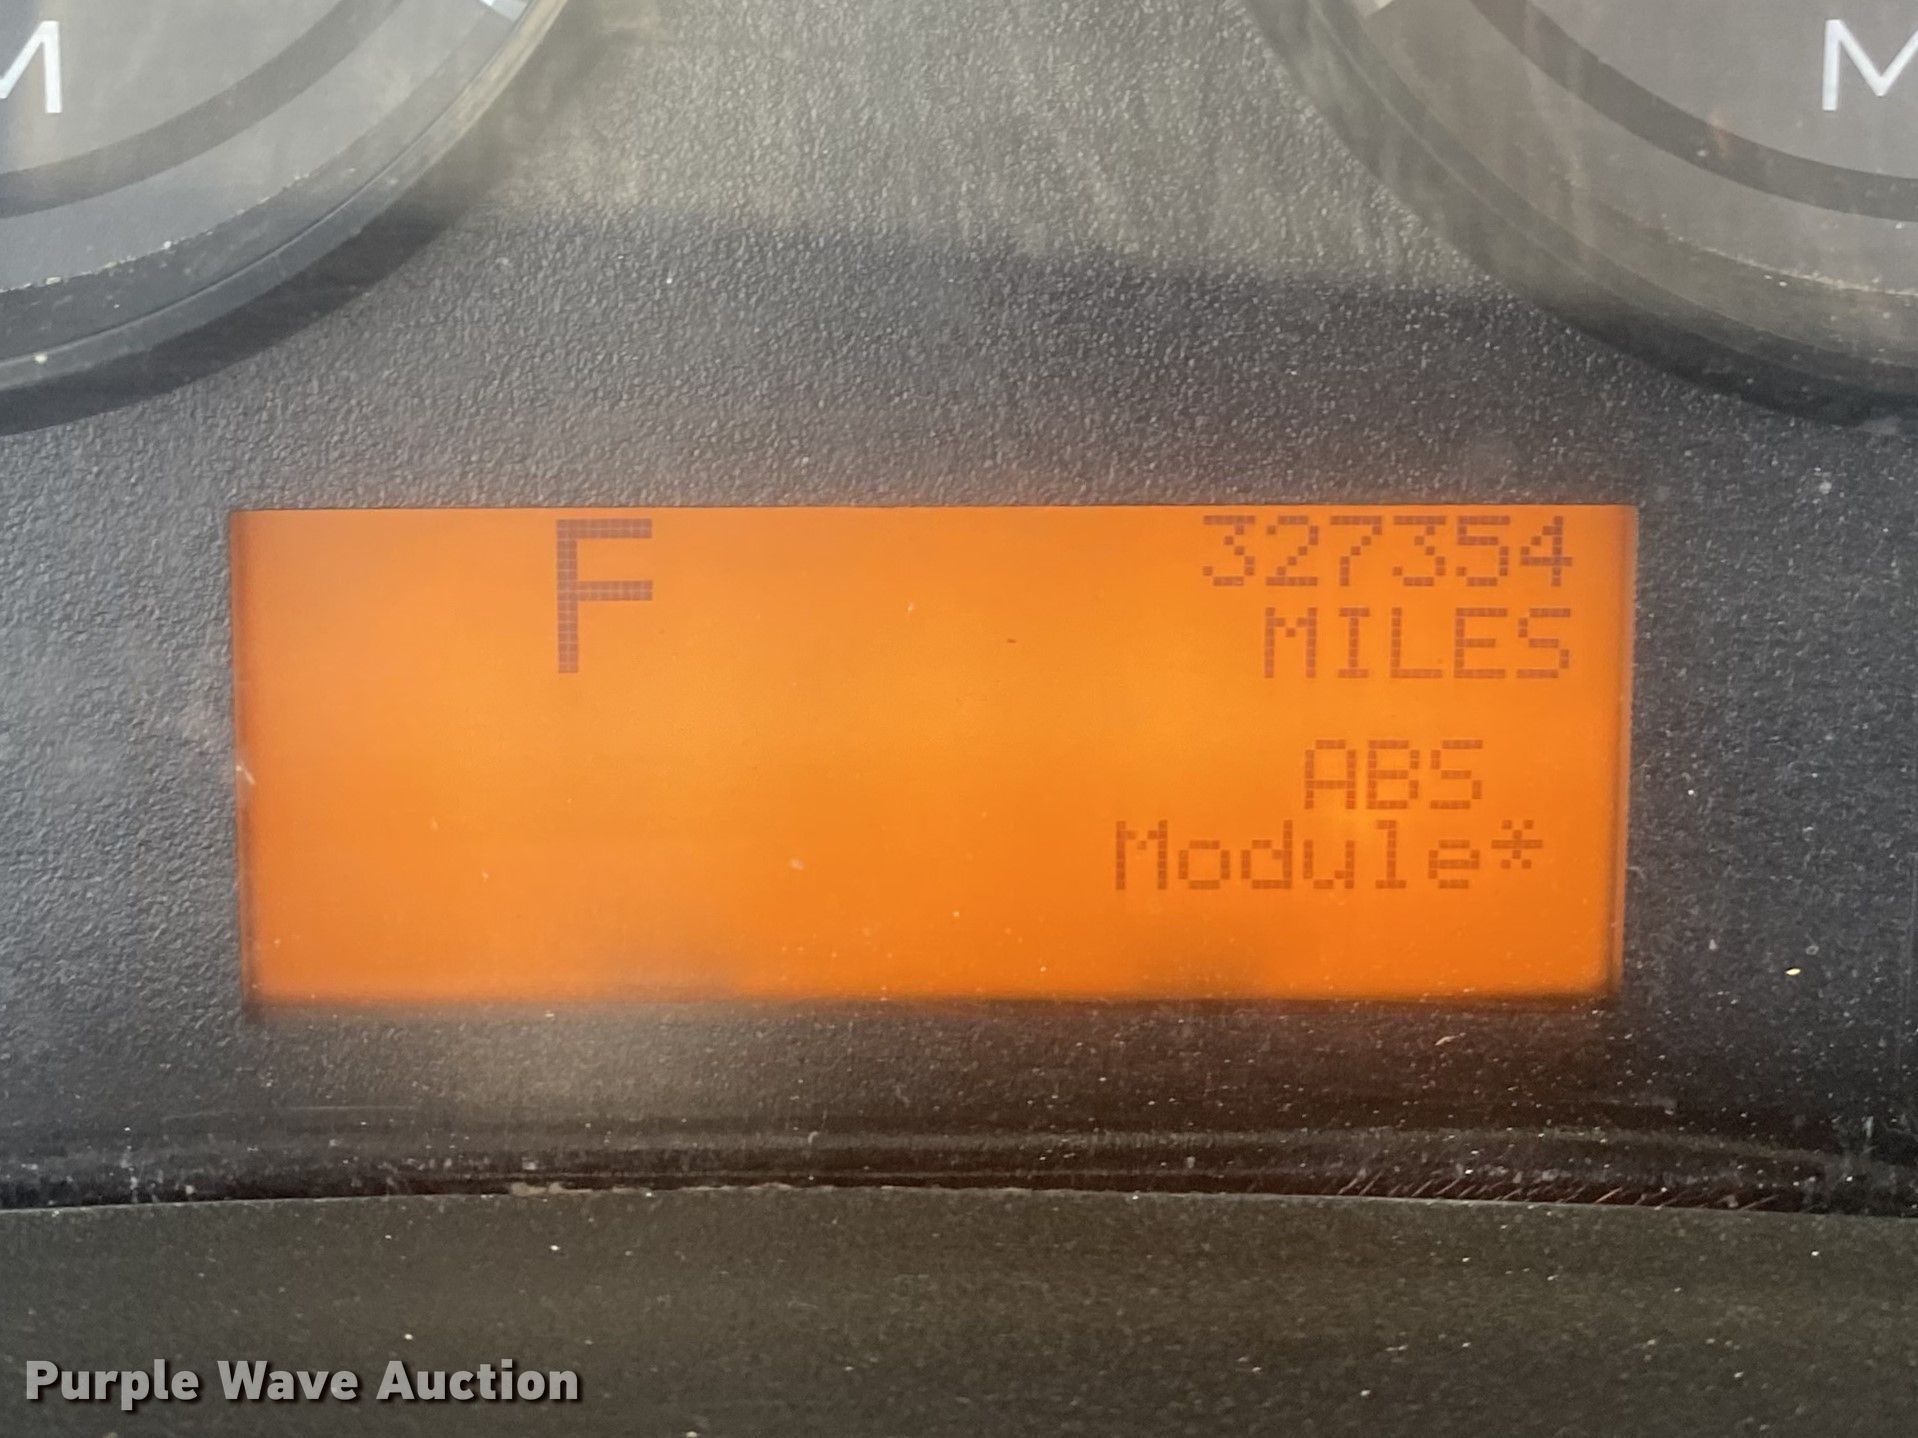 M
M
F
327354
MILES
ABS
Module*
Purple Wave Auction